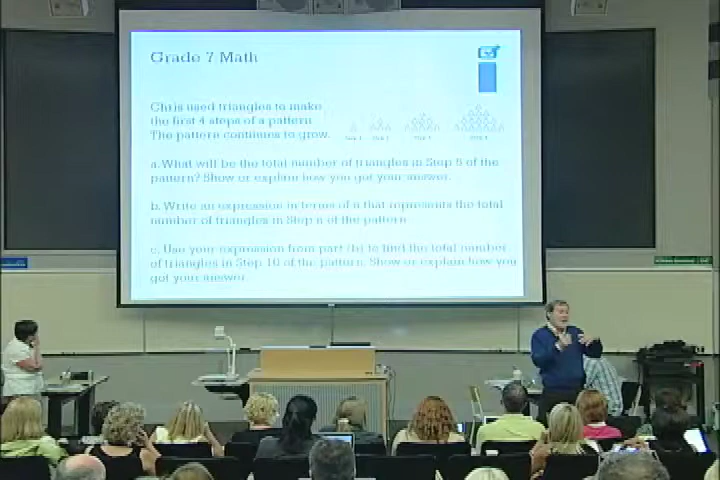 Grade 7 Math
Chris used triangles to make
the first 4 steps of a pattern.
The pattern continues to grow.
a. What will be the total number of triangles in Step 5 of the
pattern? Show or explain how you got your answer.
b. Write an expression in terms of n that represents the total
number of triangles in Step n of the pattern.
c. Use your expression from part (b) to find the total number
of triangles in Step 10 of the pattern. Show or explain how you
got your answer.